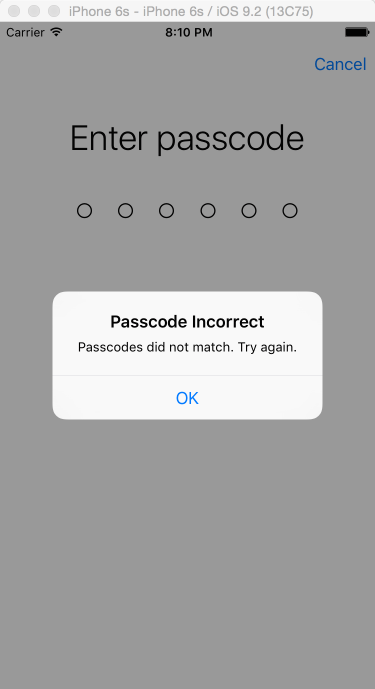 iPhone 6s - iPhone 6s / iOS 9.2 (13C75)
Carrier 8:10 PM
Cancel
Enter passcode
Passcode Incorrect
Passcodes did not match. Try again.
OK